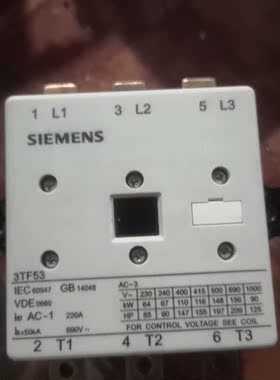 1 L1 3 L2 5 L3
SIEMENS
3TF53
IEC 60947 GB 14048
VDE 0660
Ie AC-1 220A
690V~
AC-3
V~ 230 240 400 415 500 690 1000
kW 64 67 110 116 148 156 90
HP 85 90 147 155 197 209 125
FOR CONTROL VOLTAGE SEE COIL
2 T1 4 T2 6 T3